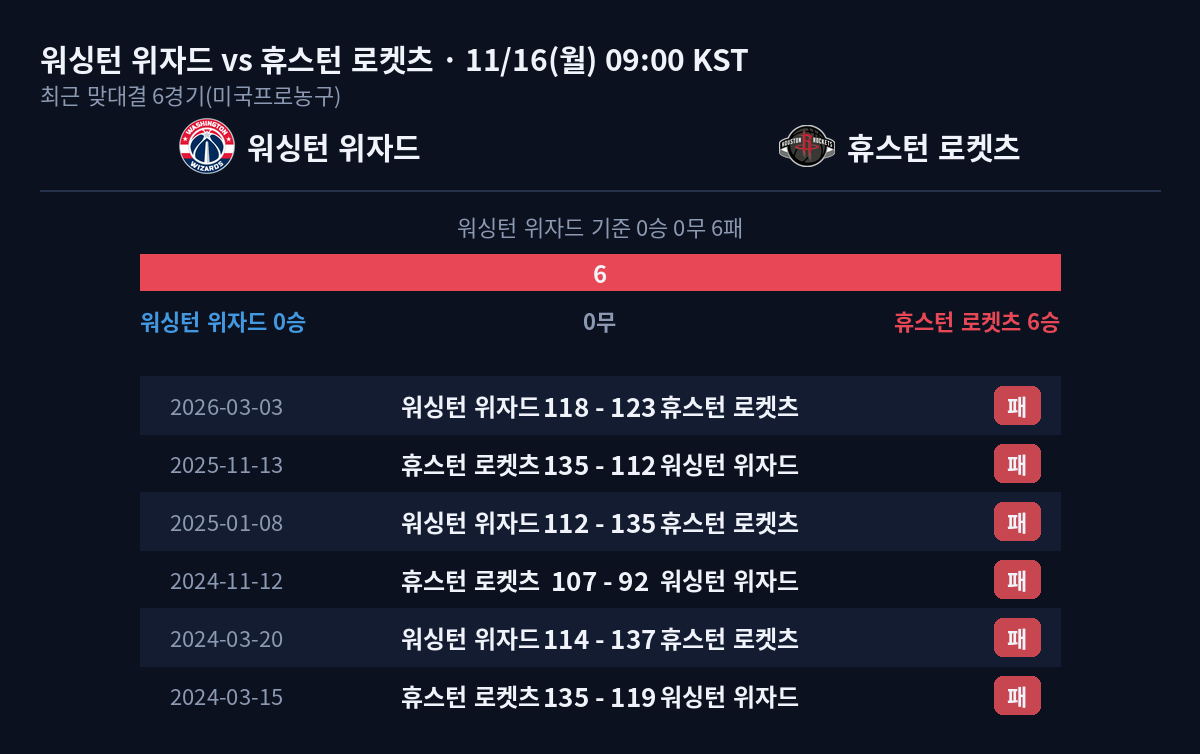 워싱턴 위자드 vs 휴스턴 로켓츠 · 11/16(월) 09:00 KST
최근 맞대결 6경기(미국프로농구)
WASHINGTON WIZARDS 워싱턴 위자드
HOUSTON ROCKETS 휴스턴 로켓츠
워싱턴 위자드 기준 0승 0무 6패
6
워싱턴 위자드 0승 0무 휴스턴 로켓츠 6승
2026-03-03 워싱턴 위자드 118 - 123 휴스턴 로켓츠 패
2025-11-13 휴스턴 로켓츠 135 - 112 워싱턴 위자드 패
2025-01-08 워싱턴 위자드 112 - 135 휴스턴 로켓츠 패
2024-11-12 휴스턴 로켓츠 107 - 92 워싱턴 위자드 패
2024-03-20 워싱턴 위자드 114 - 137 휴스턴 로켓츠 패
2024-03-15 휴스턴 로켓츠 135 - 119 워싱턴 위자드 패